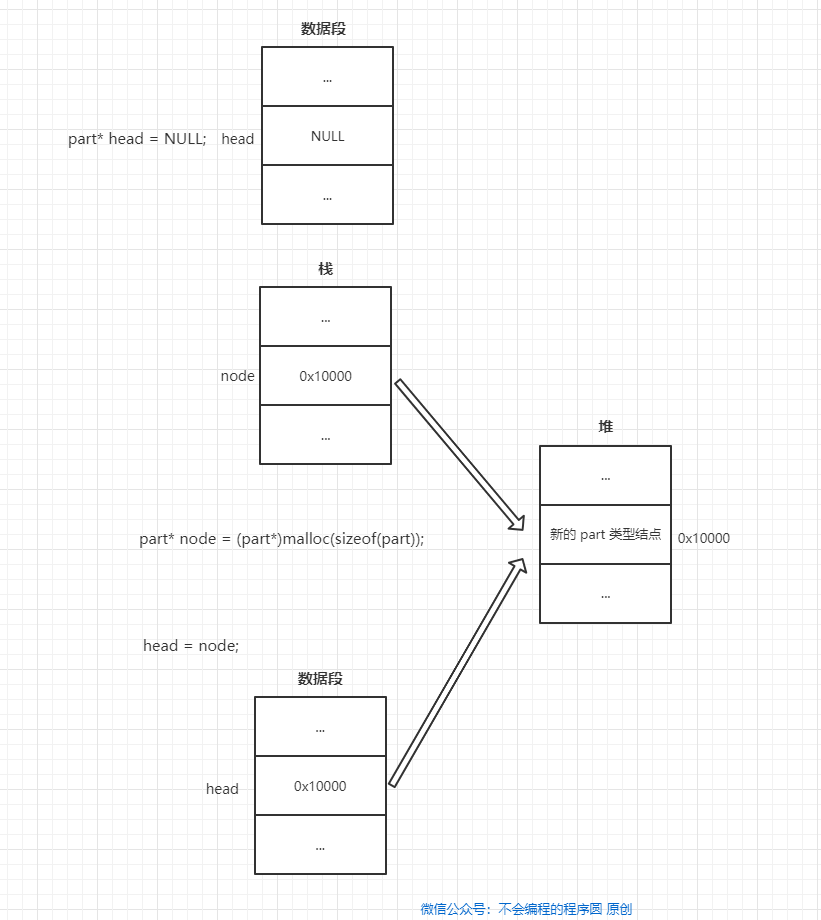 数据段
...
part* head = NULL; head NULL
...
栈
...
node 0x10000
...
堆
...
新的 part 类型结点 0x10000
...
part* node = (part*)malloc(sizeof(part));
head = node;
数据段
...
head 0x10000
...
微信公众号：不会编程的程序圆 原创